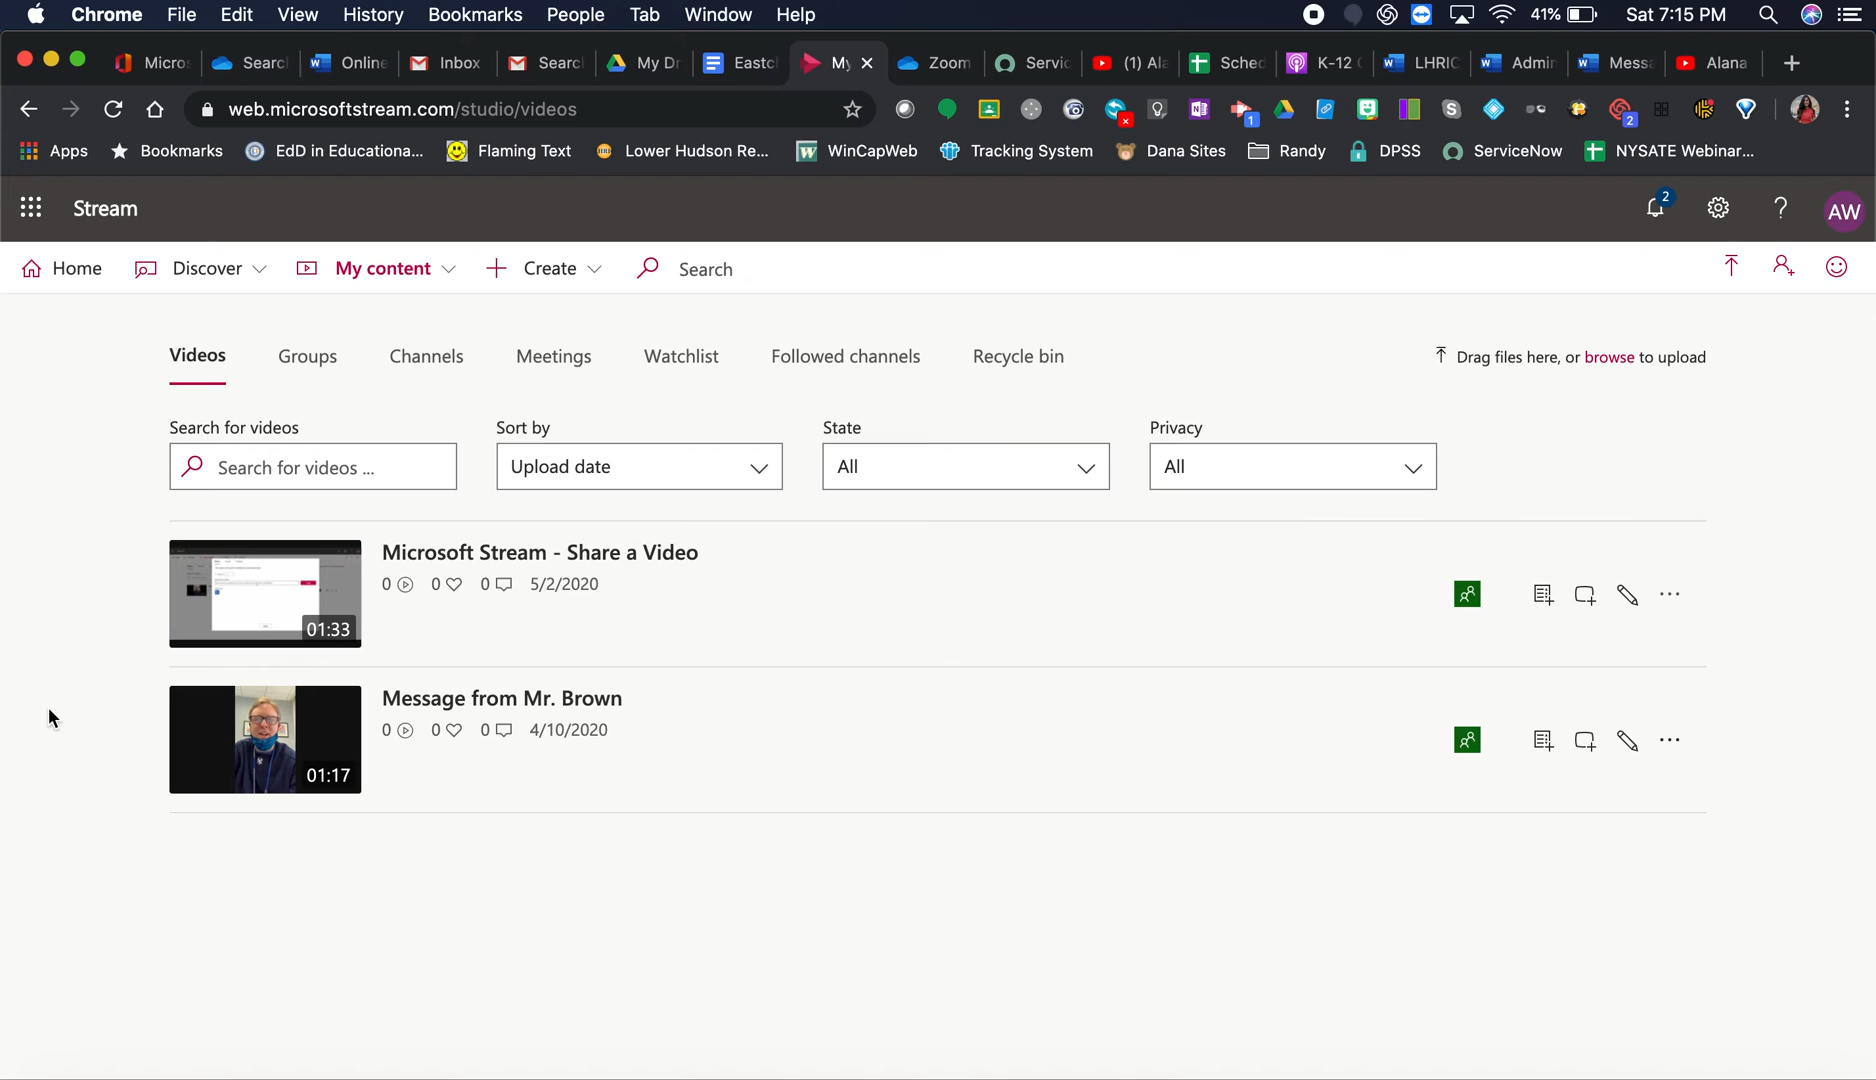 Chrome File Edit View History Bookmarks People Tab Window Help 41% Sat 7:15 PM
Micros Searc Online Inbox Searc My Dr Eastc My Zoom Servic (1) Ala Sched K-12 LHRIC Admin Messa Alana
web.microsoftstream.com/studio/videos 1 2
Apps Bookmarks EdD in Educationa... Flaming Text Lower Hudson Re... WinCapWeb Tracking System Dana Sites Randy DPSS ServiceNow NYSATE Webinar...
Stream 2 ? AW
Home Discover My content Create Search
Videos Groups Channels Meetings Watchlist Followed channels Recycle bin Drag files here, or browse to upload
Search for videos Sort by State Privacy
Search for videos ... Upload date All All
Microsoft Stream - Share a Video
0 0 0 5/2/2020
01:33
Message from Mr. Brown
0 0 0 4/10/2020
01:17